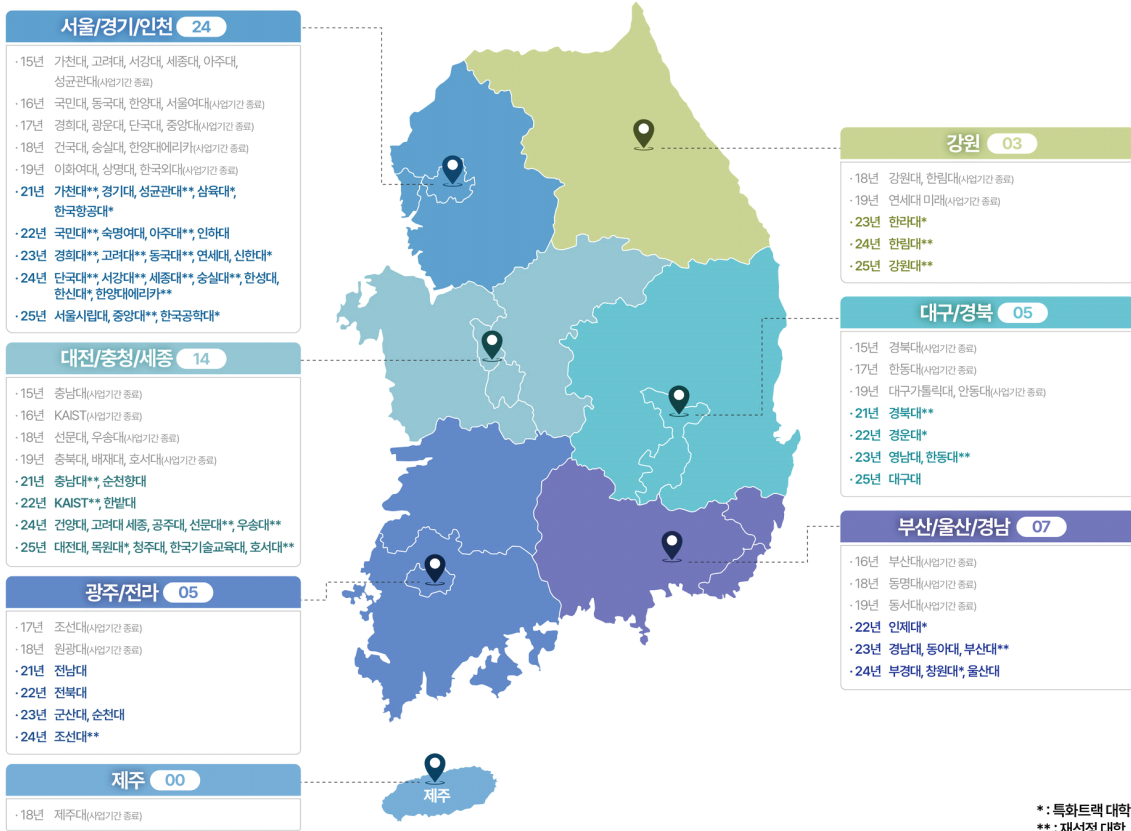 서울/경기/인천 24
· 15년 가천대, 고려대, 서강대, 세종대, 아주대,
성균관대(사업기간 종료)
· 16년 국민대, 동국대, 한양대, 서울여대(사업기간 종료)
· 17년 경희대, 광운대, 단국대, 중앙대(사업기간 종료)
· 18년 건국대, 숭실대, 한양대에리카(사업기간 종료)
· 19년 이화여대, 상명대, 한국외대(사업기간 종료)
· 21년 가천대**, 경기대, 성균관대**, 삼육대*,
한국항공대*
· 22년 국민대**, 숙명여대, 아주대**, 인하대
· 23년 경희대**, 고려대**, 동국대**, 연세대, 신한대*
· 24년 단국대**, 서강대**, 세종대**, 숭실대**, 한성대,
한신대*, 한양대에리카**
· 25년 서울시립대, 중앙대**, 한국공학대*
대전/충청/세종 14
· 15년 충남대(사업기간 종료)
· 16년 KAIST(사업기간 종료)
· 18년 선문대, 우송대(사업기간 종료)
· 19년 충북대, 배재대, 호서대(사업기간 종료)
· 21년 충남대**, 순천향대
· 22년 KAIST**, 한밭대
· 24년 건양대, 고려대 세종, 공주대, 선문대**, 우송대**
· 25년 대전대, 목원대*, 청주대, 한국기술교육대, 호서대**
광주/전라 05
· 17년 조선대(사업기간 종료)
· 18년 원광대(사업기간 종료)
· 21년 전남대
· 22년 전북대
· 23년 군산대, 순천대
· 24년 조선대**
제주 00
· 18년 제주대(사업기간 종료)
제주
강원 03
· 18년 강원대, 한림대(사업기간 종료)
· 19년 연세대 미래(사업기간 종료)
· 23년 한라대*
· 24년 한림대**
· 25년 강원대**
대구/경북 05
· 15년 경북대(사업기간 종료)
· 17년 한동대(사업기간 종료)
· 19년 대구가톨릭대, 안동대(사업기간 종료)
· 21년 경북대**
· 22년 경운대*
· 23년 영남대, 한동대**
· 25년 대구대
부산/울산/경남 07
· 16년 부산대(사업기간 종료)
· 18년 동명대(사업기간 종료)
· 19년 동서대(사업기간 종료)
· 22년 인제대*
· 23년 경남대, 동아대, 부산대**
· 24년 부경대, 창원대*, 울산대
* : 특화트랙 대학
** : 재선정 대학